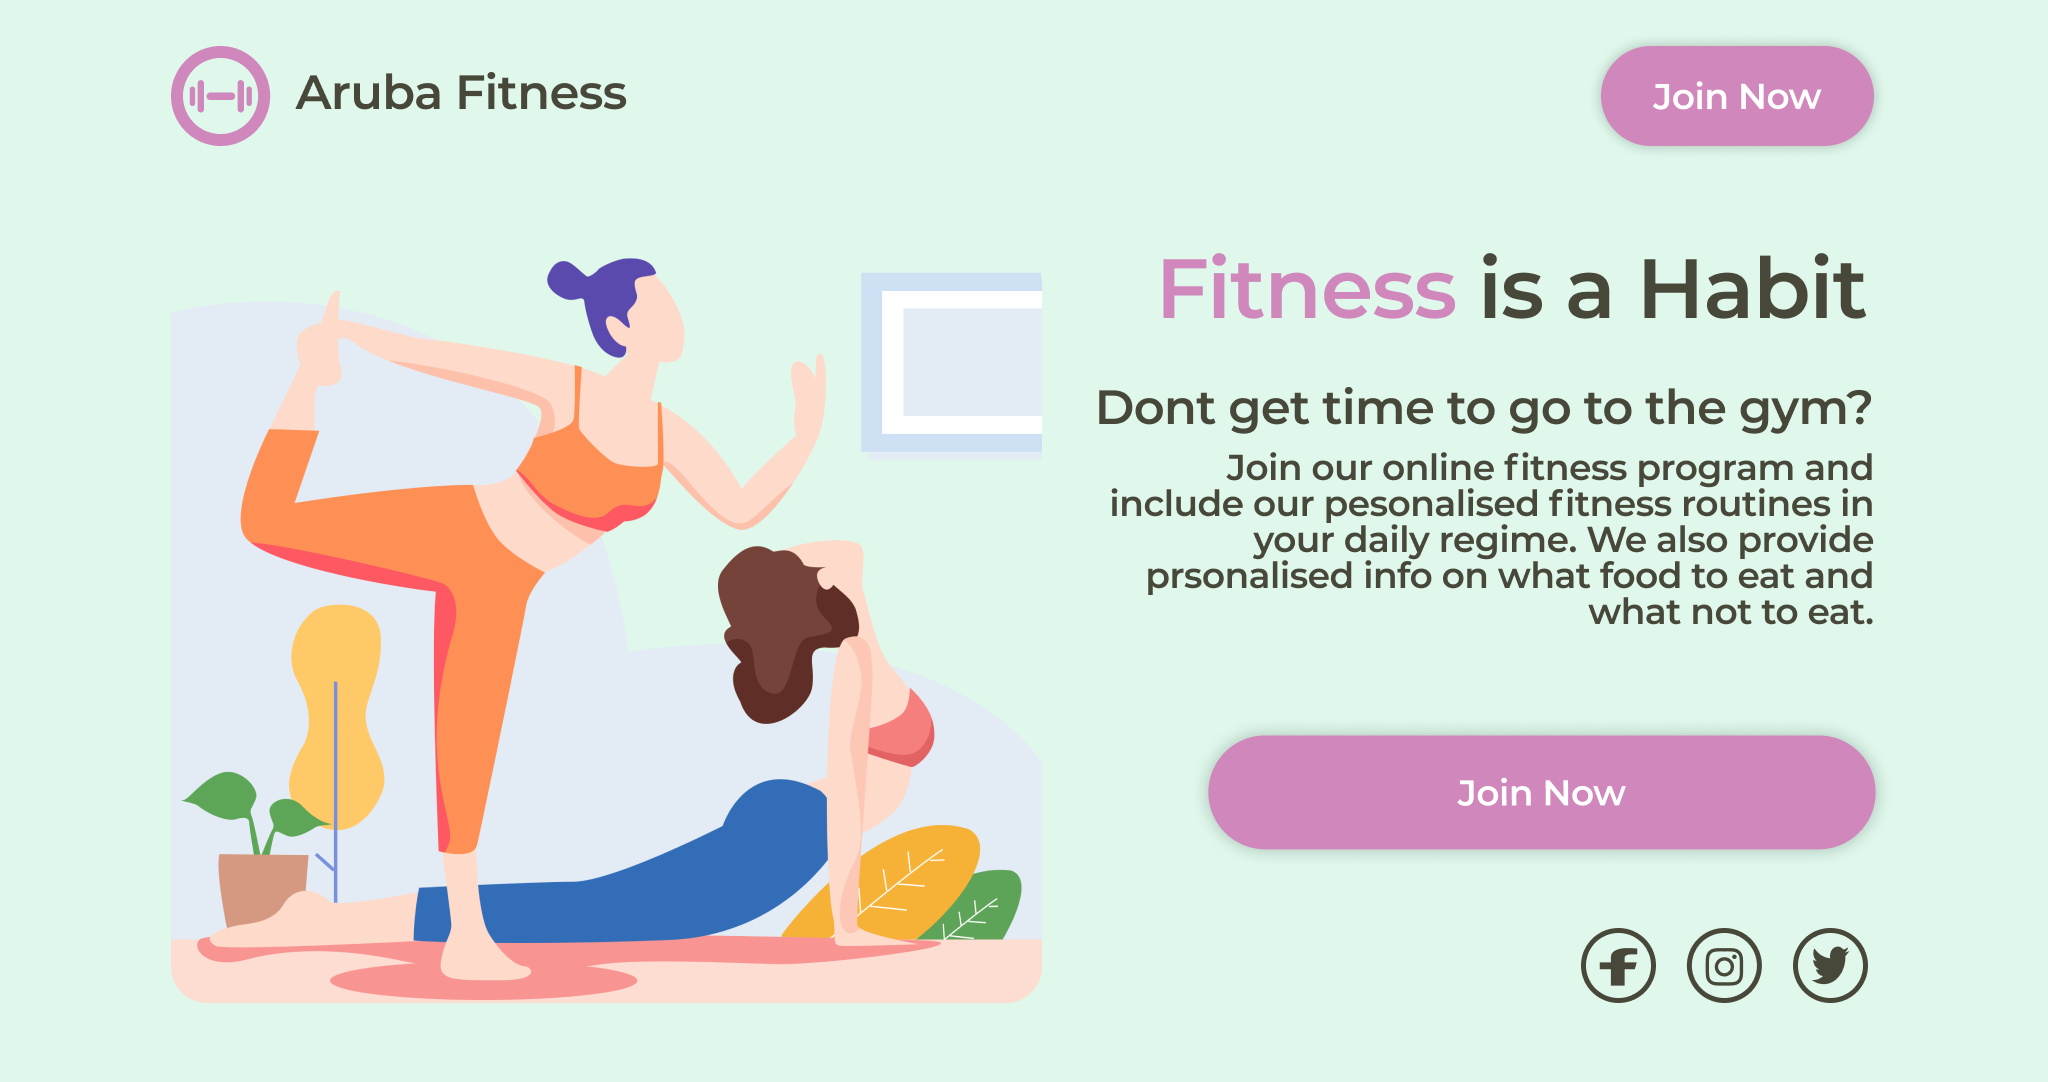 Aruba Fitness
Join Now
Fitness is a Habit
Dont get time to go to the gym?
Join our online fitness program and
include our pesonalised fitness routines in
your daily regime. We also provide
prsonalised info on what food to eat and
what not to eat.
Join Now